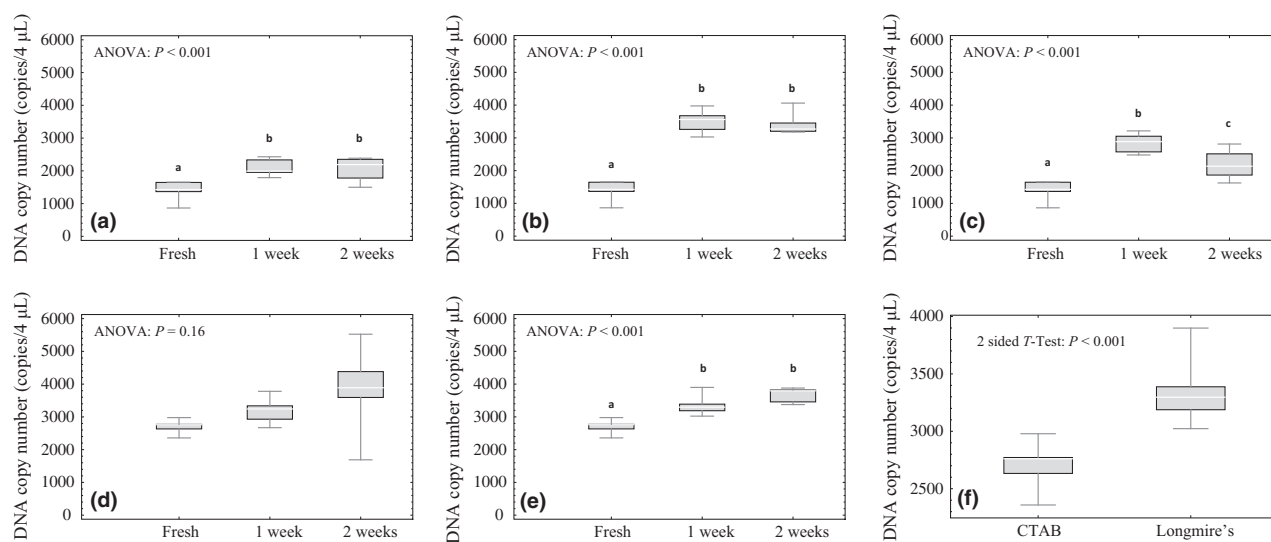 DNA copy number (copies/4 µL)
6000
5000
4000
3000
2000
1000
0
ANOVA: P < 0.001
a
b
b
(a)
Fresh 1 week 2 weeks
DNA copy number (copies/4 µL)
6000
5000
4000
3000
2000
1000
0
ANOVA: P < 0.001
a
b
b
(b)
Fresh 1 week 2 weeks
DNA copy number (copies/4 µL)
6000
5000
4000
3000
2000
1000
0
ANOVA: P < 0.001
a
b
c
(c)
Fresh 1 week 2 weeks
DNA copy number (copies/4 µL)
6000
5000
4000
3000
2000
1000
0
ANOVA: P = 0.16
(d)
Fresh 1 week 2 weeks
DNA copy number (copies/4 µL)
6000
5000
4000
3000
2000
1000
0
ANOVA: P < 0.001
a
b
b
(e)
Fresh 1 week 2 weeks
DNA copy number (copies/4 µL)
4000
3500
3000
2500
2 sided T-Test: P < 0.001
(f)
CTAB Longmire's